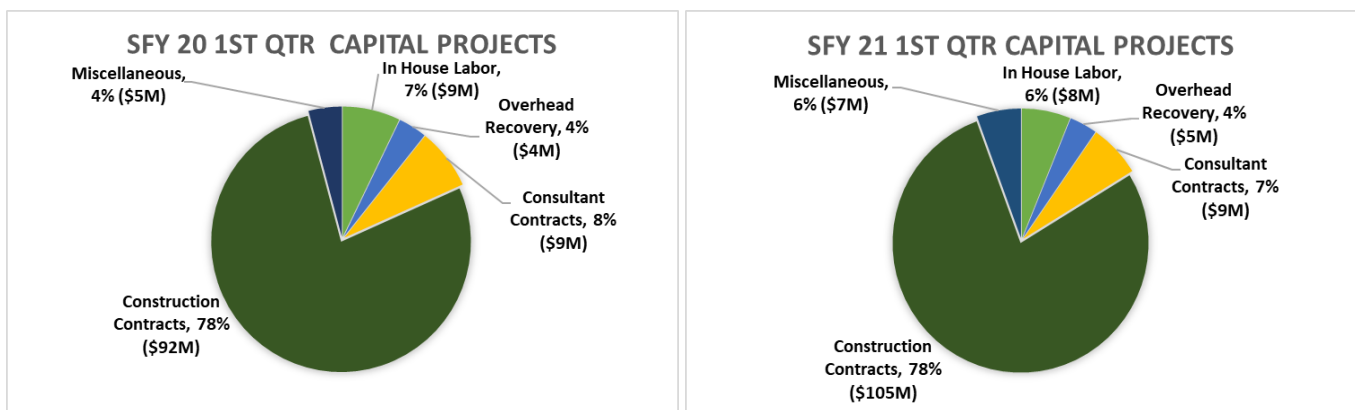 SFY 20 1ST QTR CAPITAL PROJECTS
Miscellaneous,
4% ($5M)
In House Labor,
7% ($9M)
Overhead
Recovery, 4%
($4M)
Consultant
Contracts, 8%
($9M)
Construction
Contracts, 78%
($92M)
SFY 21 1ST QTR CAPITAL PROJECTS
Miscellaneous,
6% ($7M)
In House Labor,
6% ($8M)
Overhead
Recovery, 4%
($5M)
Consultant
Contracts, 7%
($9M)
Construction
Contracts, 78%
($105M)